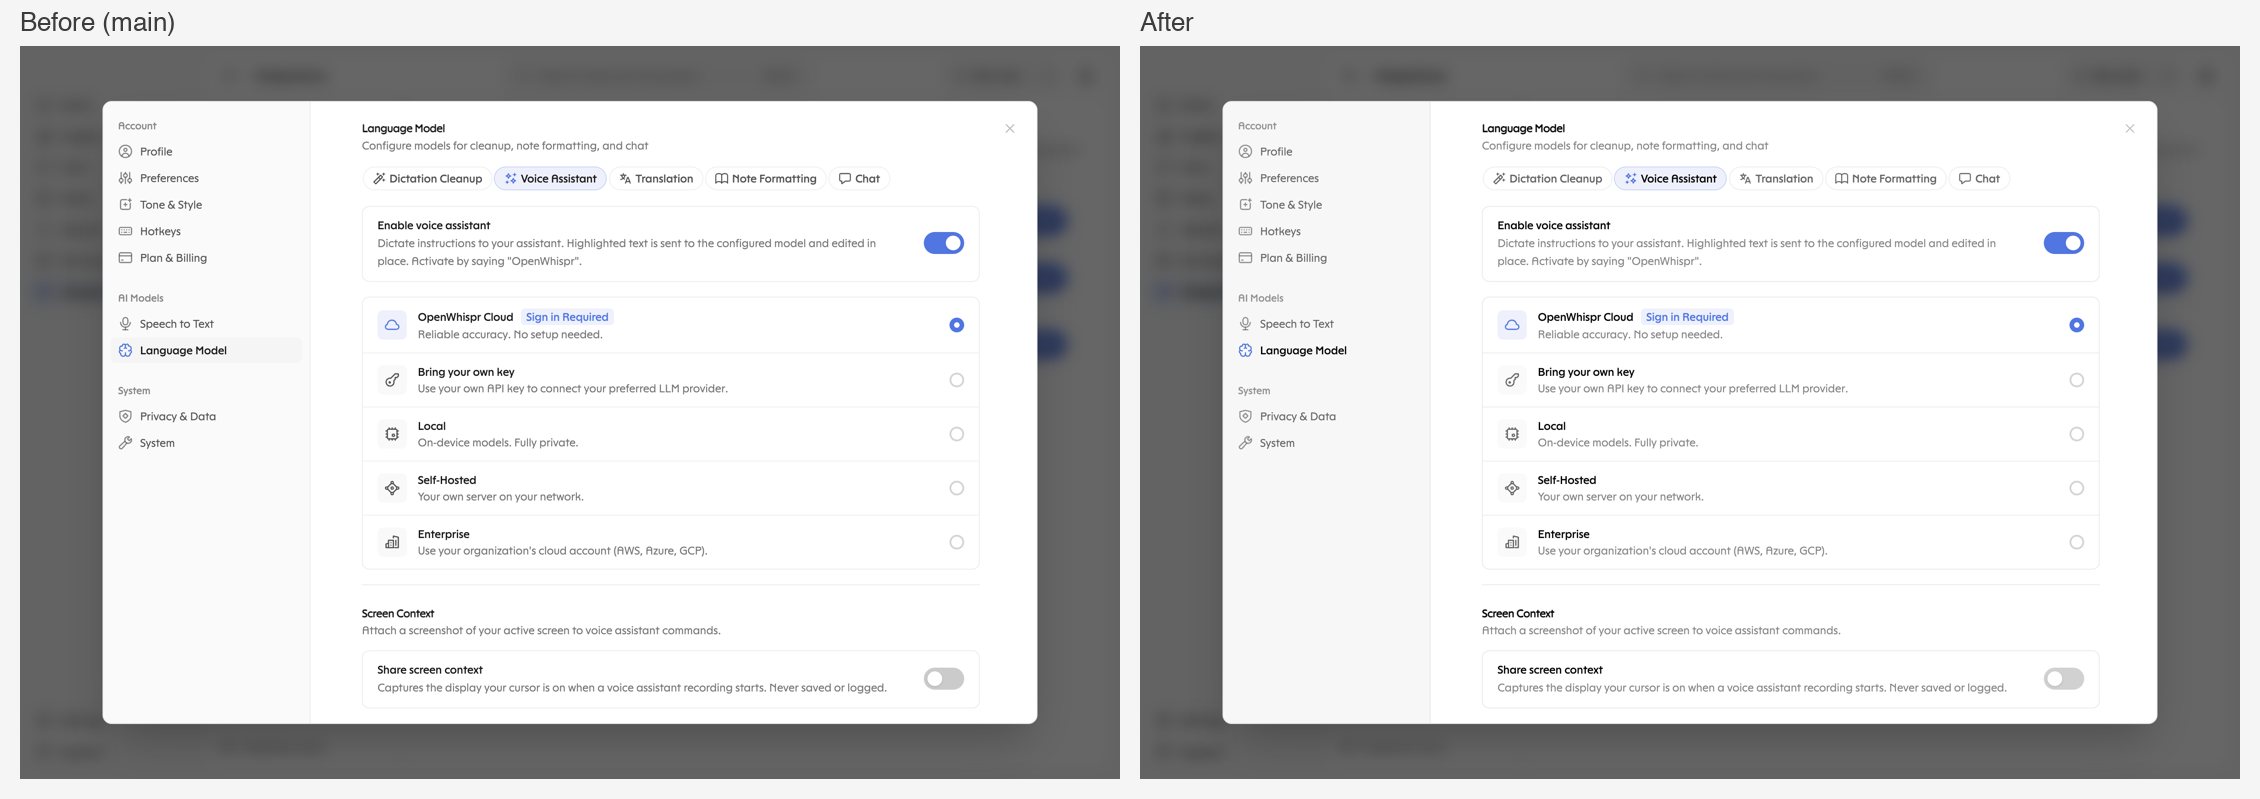 Before (main)
Account
Profile
Preferences
Tone & Style
Hotkeys
Plan & Billing
AI Models
Speech to Text
Language Model
System
Privacy & Data
System
Language Model
Configure models for cleanup, note formatting, and chat
Dictation Cleanup Voice Assistant Translation Note Formatting Chat
Enable voice assistant
Dictate instructions to your assistant. Highlighted text is sent to the configured model and edited in
place. Activate by saying "OpenWhispr".
OpenWhispr Cloud Sign in Required
Reliable accuracy. No setup needed.
Bring your own key
Use your own API key to connect your preferred LLM provider.
Local
On-device models. Fully private.
Self-Hosted
Your own server on your network.
Enterprise
Use your organization's cloud account (AWS, Azure, GCP).
Screen Context
Attach a screenshot of your active screen to voice assistant commands.
Share screen context
Captures the display your cursor is on when a voice assistant recording starts. Never saved or logged.
After
Account
Profile
Preferences
Tone & Style
Hotkeys
Plan & Billing
AI Models
Speech to Text
Language Model
System
Privacy & Data
System
Language Model
Configure models for cleanup, note formatting, and chat
Dictation Cleanup Voice Assistant Translation Note Formatting Chat
Enable voice assistant
Dictate instructions to your assistant. Highlighted text is sent to the configured model and edited in
place. Activate by saying "OpenWhispr".
OpenWhispr Cloud Sign in Required
Reliable accuracy. No setup needed.
Bring your own key
Use your own API key to connect your preferred LLM provider.
Local
On-device models. Fully private.
Self-Hosted
Your own server on your network.
Enterprise
Use your organization's cloud account (AWS, Azure, GCP).
Screen Context
Attach a screenshot of your active screen to voice assistant commands.
Share screen context
Captures the display your cursor is on when a voice assistant recording starts. Never saved or logged.